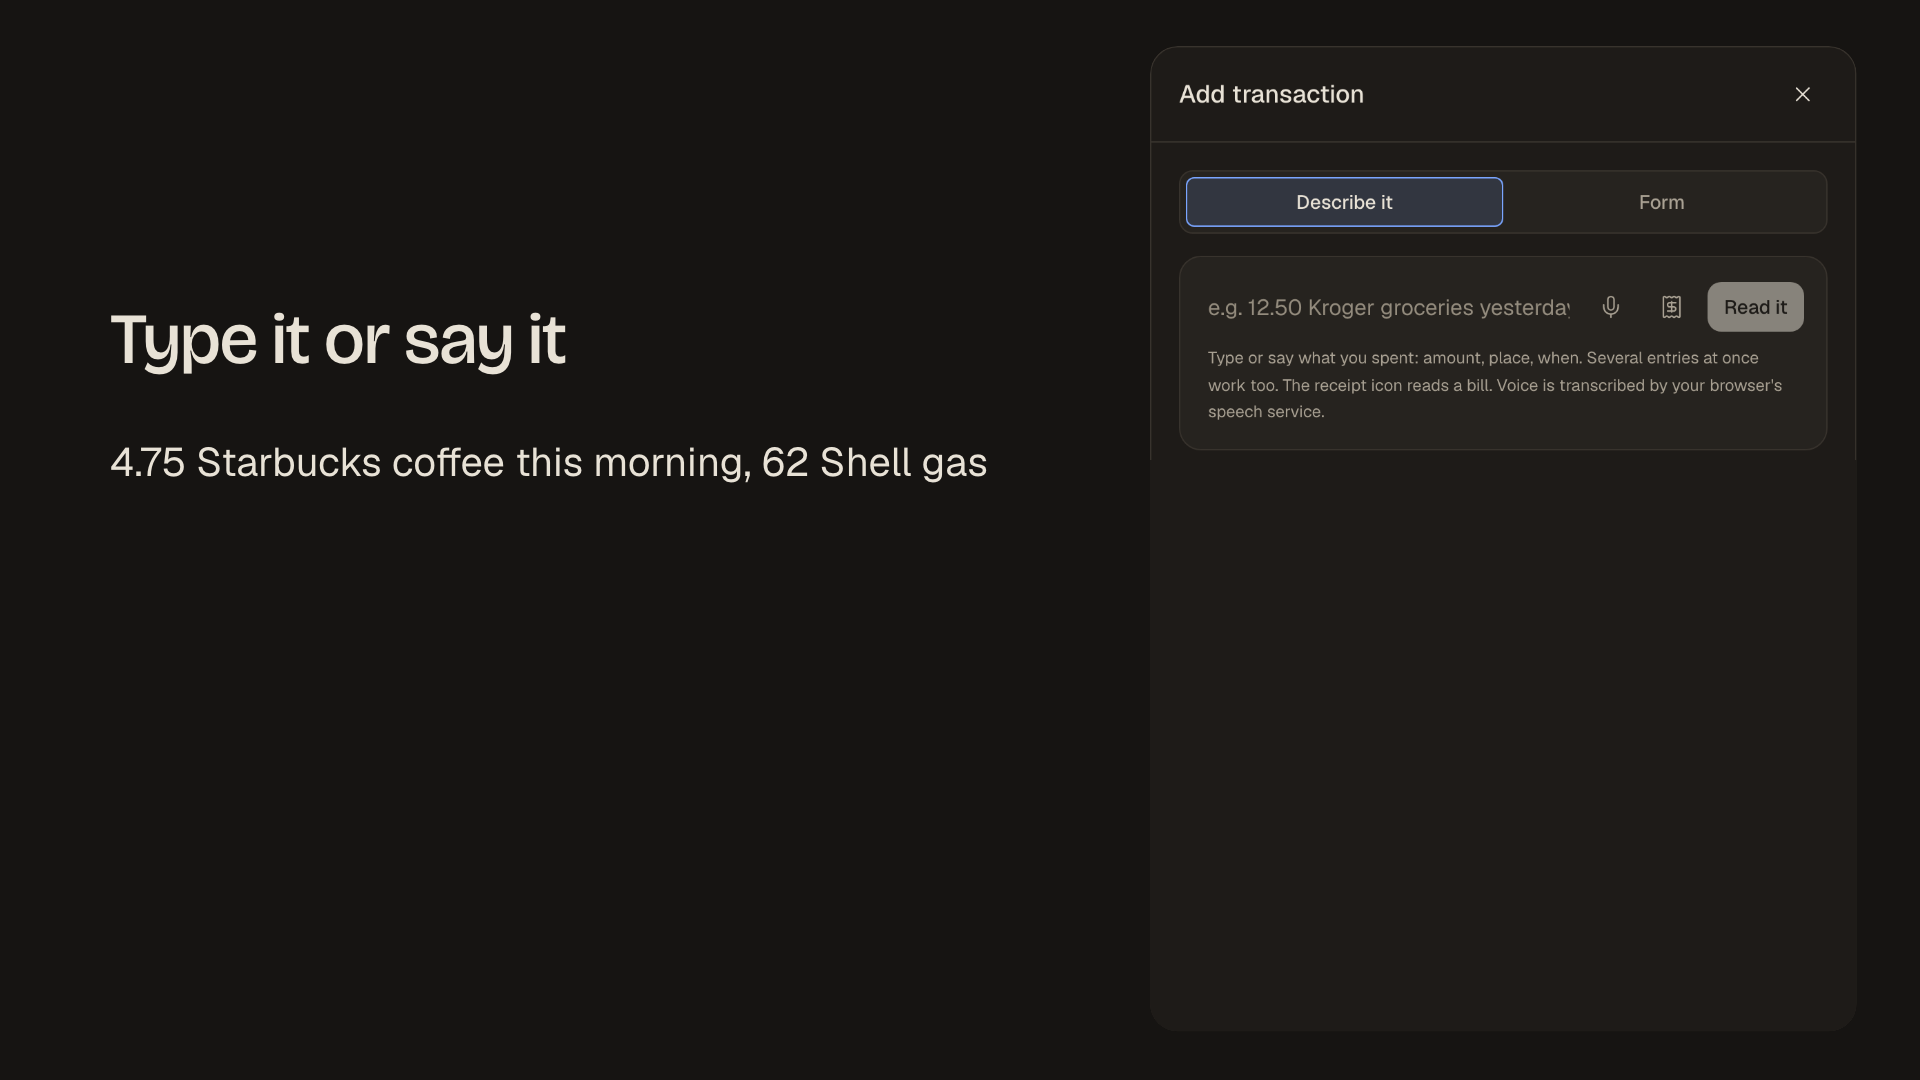 Type it or say it
4.75 Starbucks coffee this morning, 62 Shell gas
Add transaction
Describe it
Form
e.g. 12.50 Kroger groceries yesterday
Read it
Type or say what you spent: amount, place, when. Several entries at once
work too. The receipt icon reads a bill. Voice is transcribed by your browser's
speech service.